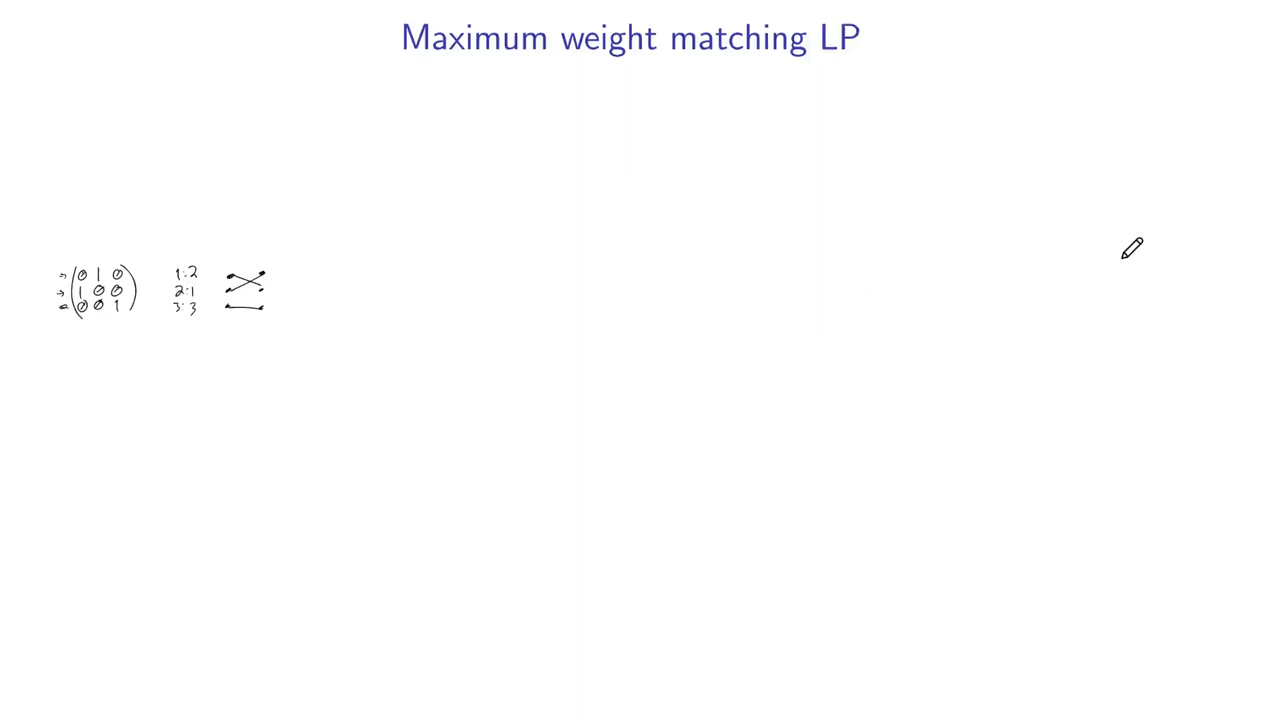 Maximum weight matching LP
→ ( 0 1 0 ) 1:2
→ ( 1 0 0 ) 2:1
→ ( 0 0 1 ) 3:3